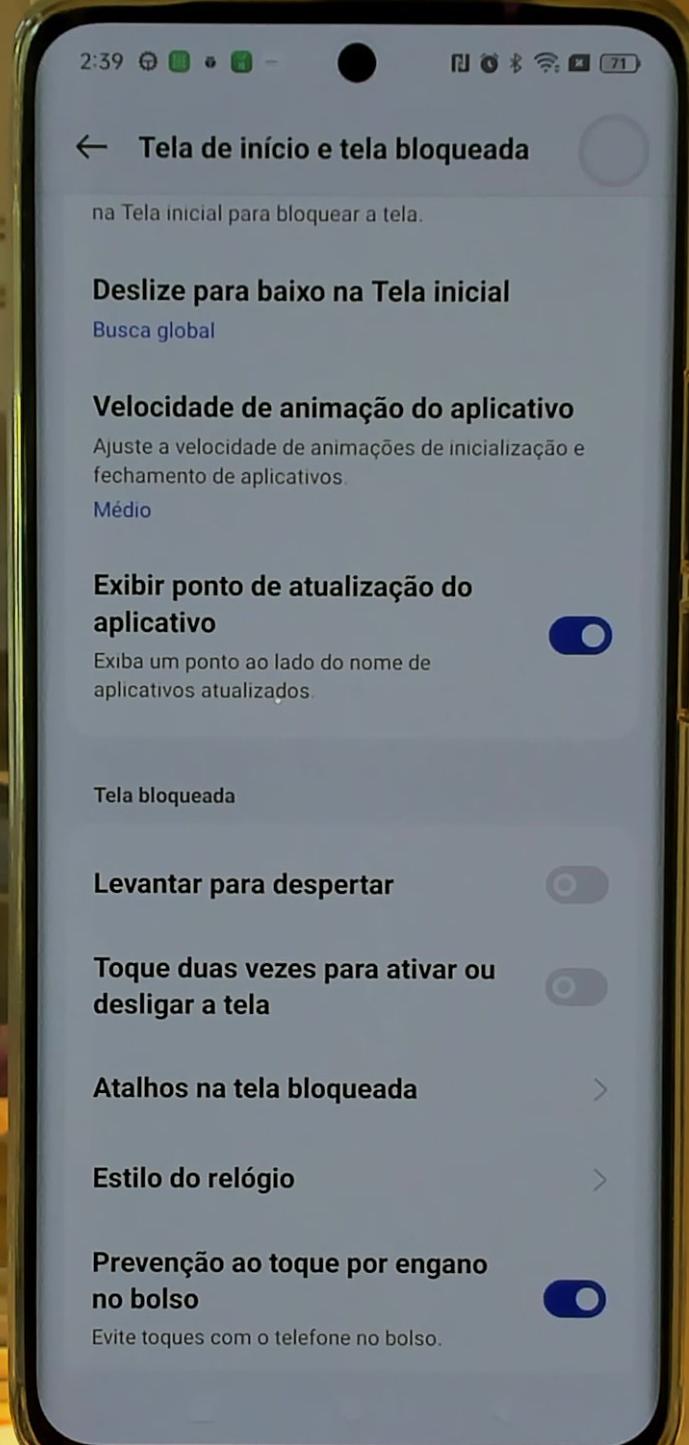 2:39
71
Tela de início e tela bloqueada
na Tela inicial para bloquear a tela.
Deslize para baixo na Tela inicial
Busca global
Velocidade de animação do aplicativo
Ajuste a velocidade de animações de inicialização e
fechamento de aplicativos.
Médio
Exibir ponto de atualização do
aplicativo
Exiba um ponto ao lado do nome de
aplicativos atualizados.
Tela bloqueada
Levantar para despertar
Toque duas vezes para ativar ou
desligar a tela
Atalhos na tela bloqueada
Estilo do relógio
Prevenção ao toque por engano
no bolso
Evite toques com o telefone no bolso.